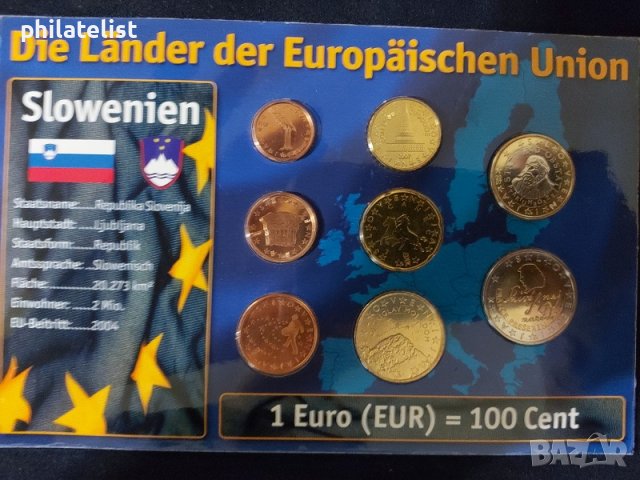 philatelist
Die Länder der Europäischen Union
Slowenien
Staatsname: ......Republika Slovenija
Hauptstadt: ......Ljubljana
Staatsform: ......Republik
Amtssprache: ..Slowenisch
Fläche: ............20.273 km²
Einwohner: ......2 Mio.
EU-Beitritt: ......2004
2007
1 Euro (EUR) = 100 Cent
BAZAR